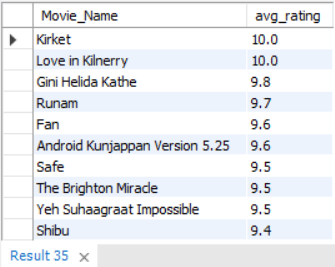 Movie_Name avg_rating
Kirket 10.0
Love in Kilnerry 10.0
Gini Helida Kathe 9.8
Runam 9.7
Fan 9.6
Android Kunjappan Version 5.25 9.6
Safe 9.5
The Brighton Miracle 9.5
Yeh Suhaagraat Impossible 9.5
Shibu 9.4
Result 35 ×